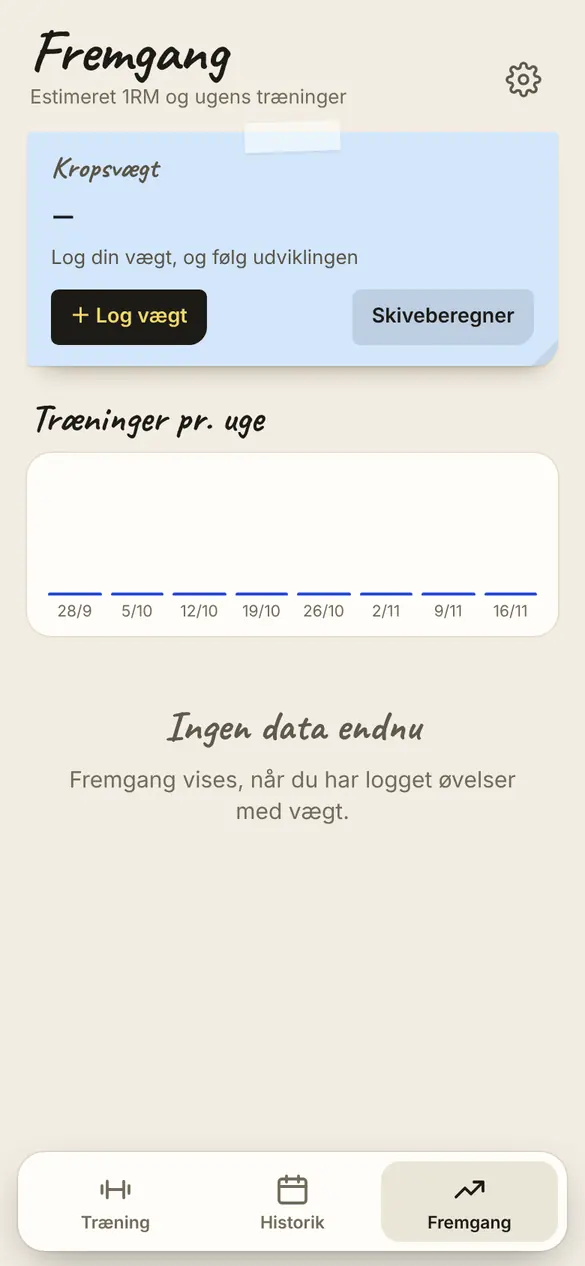 Fremgang
Estimeret 1RM og ugens træninger
Kropsvægt
–
Log din vægt, og følg udviklingen
+ Log vægt
Skiveberegner
Træninger pr. uge
28/9 5/10 12/10 19/10 26/10 2/11 9/11 16/11
Ingen data endnu
Fremgang vises, når du har logget øvelser
med vægt.
Træning Historik Fremgang